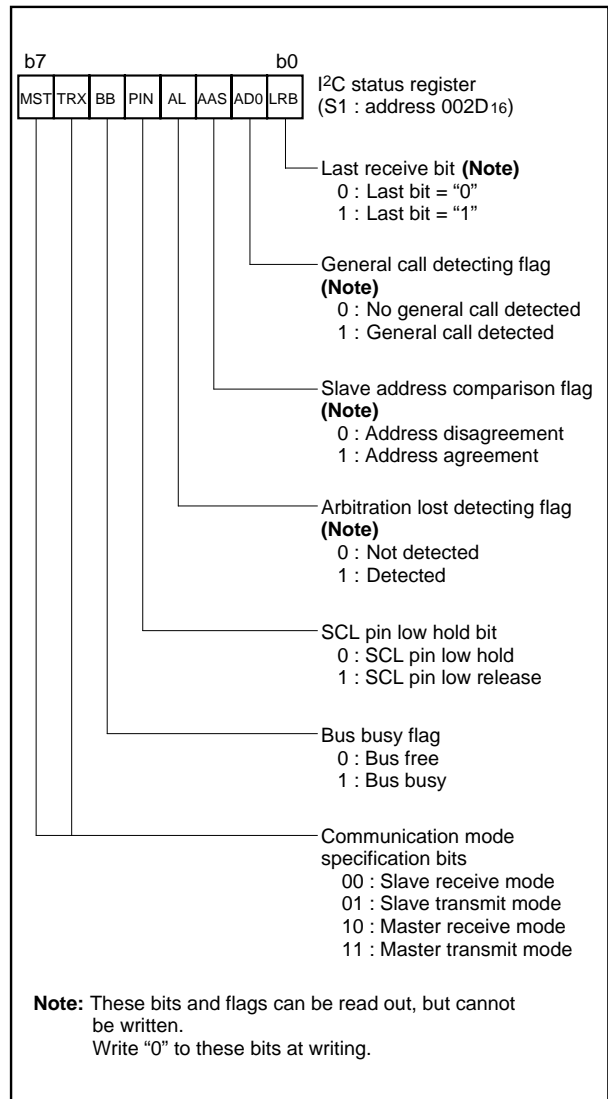 b7 b0
MST TRX BB PIN AL AAS AD0 LRB
I2C status register
(S1 : address 002D16)
Last receive bit (Note)
0 : Last bit = “0”
1 : Last bit = “1”
General call detecting flag
(Note)
0 : No general call detected
1 : General call detected
Slave address comparison flag
(Note)
0 : Address disagreement
1 : Address agreement
Arbitration lost detecting flag
(Note)
0 : Not detected
1 : Detected
SCL pin low hold bit
0 : SCL pin low hold
1 : SCL pin low release
Bus busy flag
0 : Bus free
1 : Bus busy
Communication mode
specification bits
00 : Slave receive mode
01 : Slave transmit mode
10 : Master receive mode
11 : Master transmit mode
Note: These bits and flags can be read out, but cannot
be written.
Write “0” to these bits at writing.